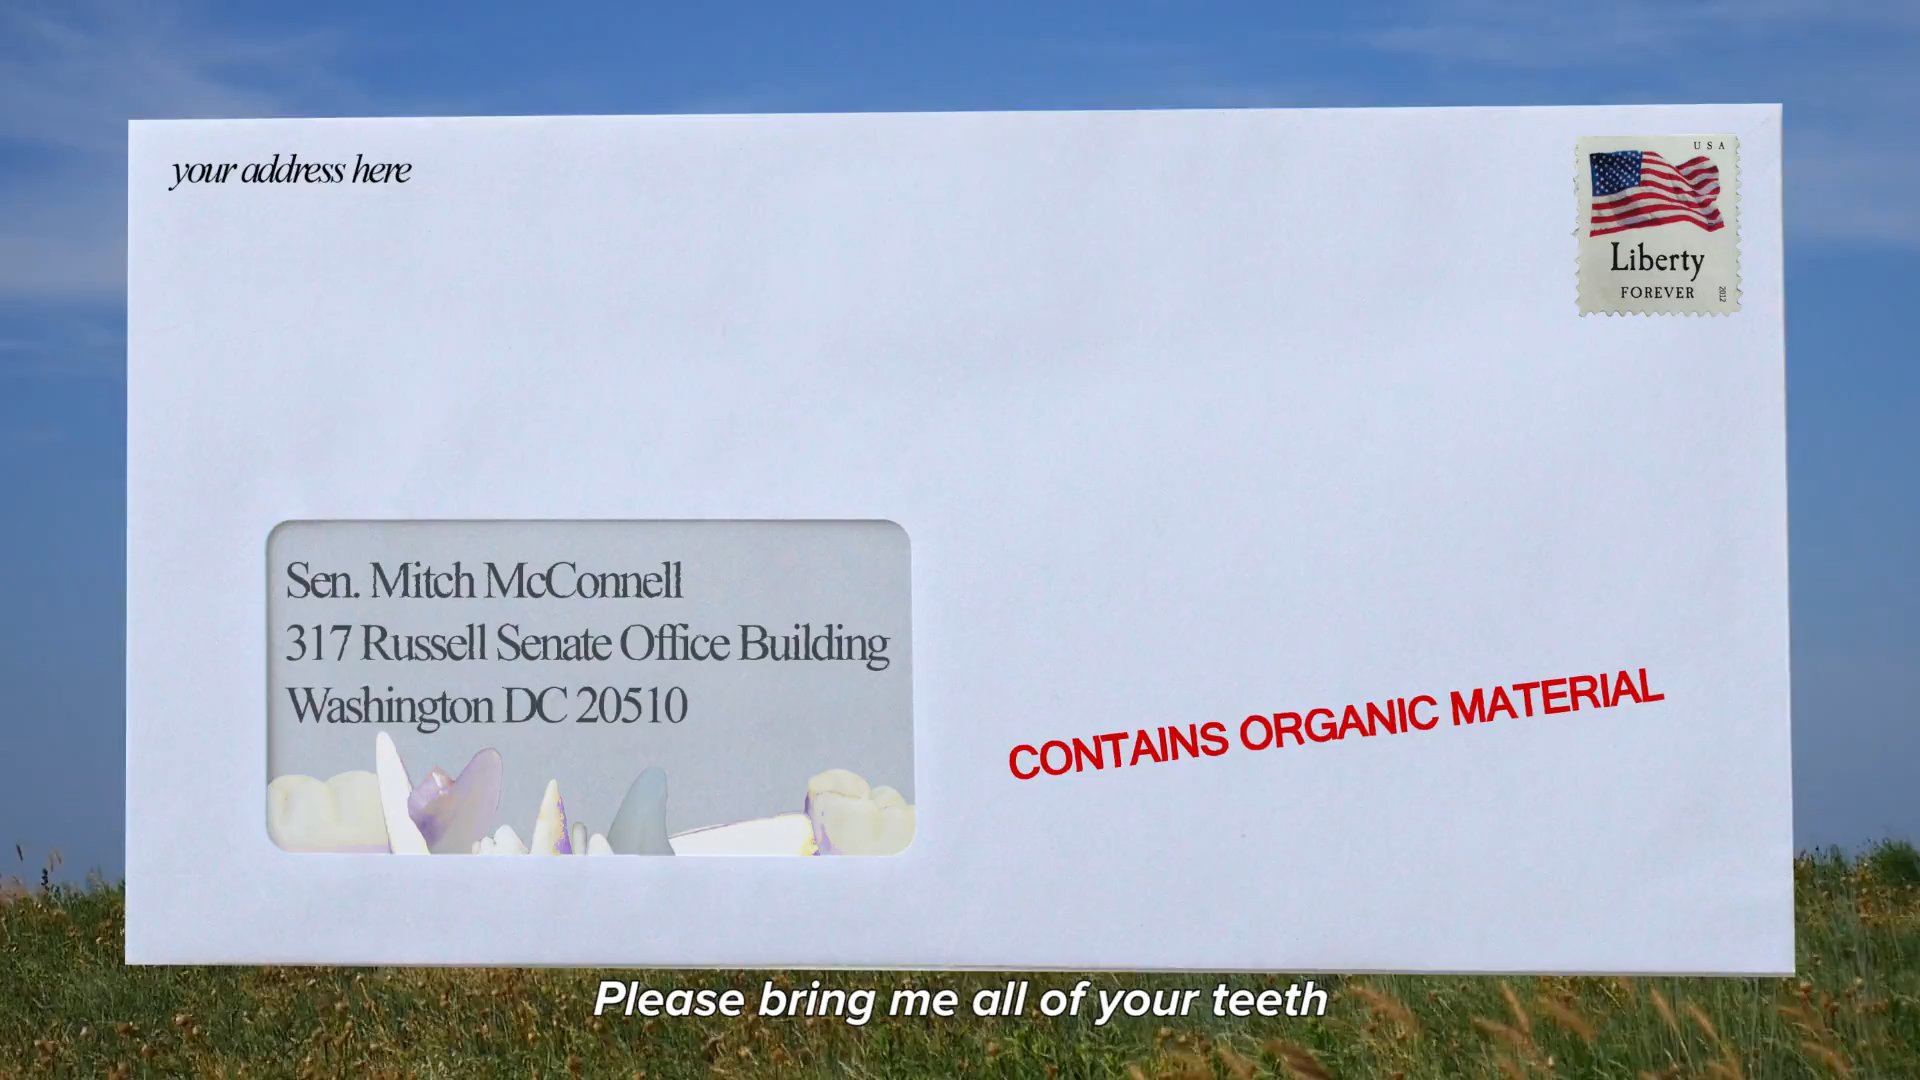 your address here
USA
Liberty
FOREVER
2012
Sen. Mitch McConnell
317 Russell Senate Office Building
Washington DC 20510
CONTAINS ORGANIC MATERIAL
Please bring me all of your teeth